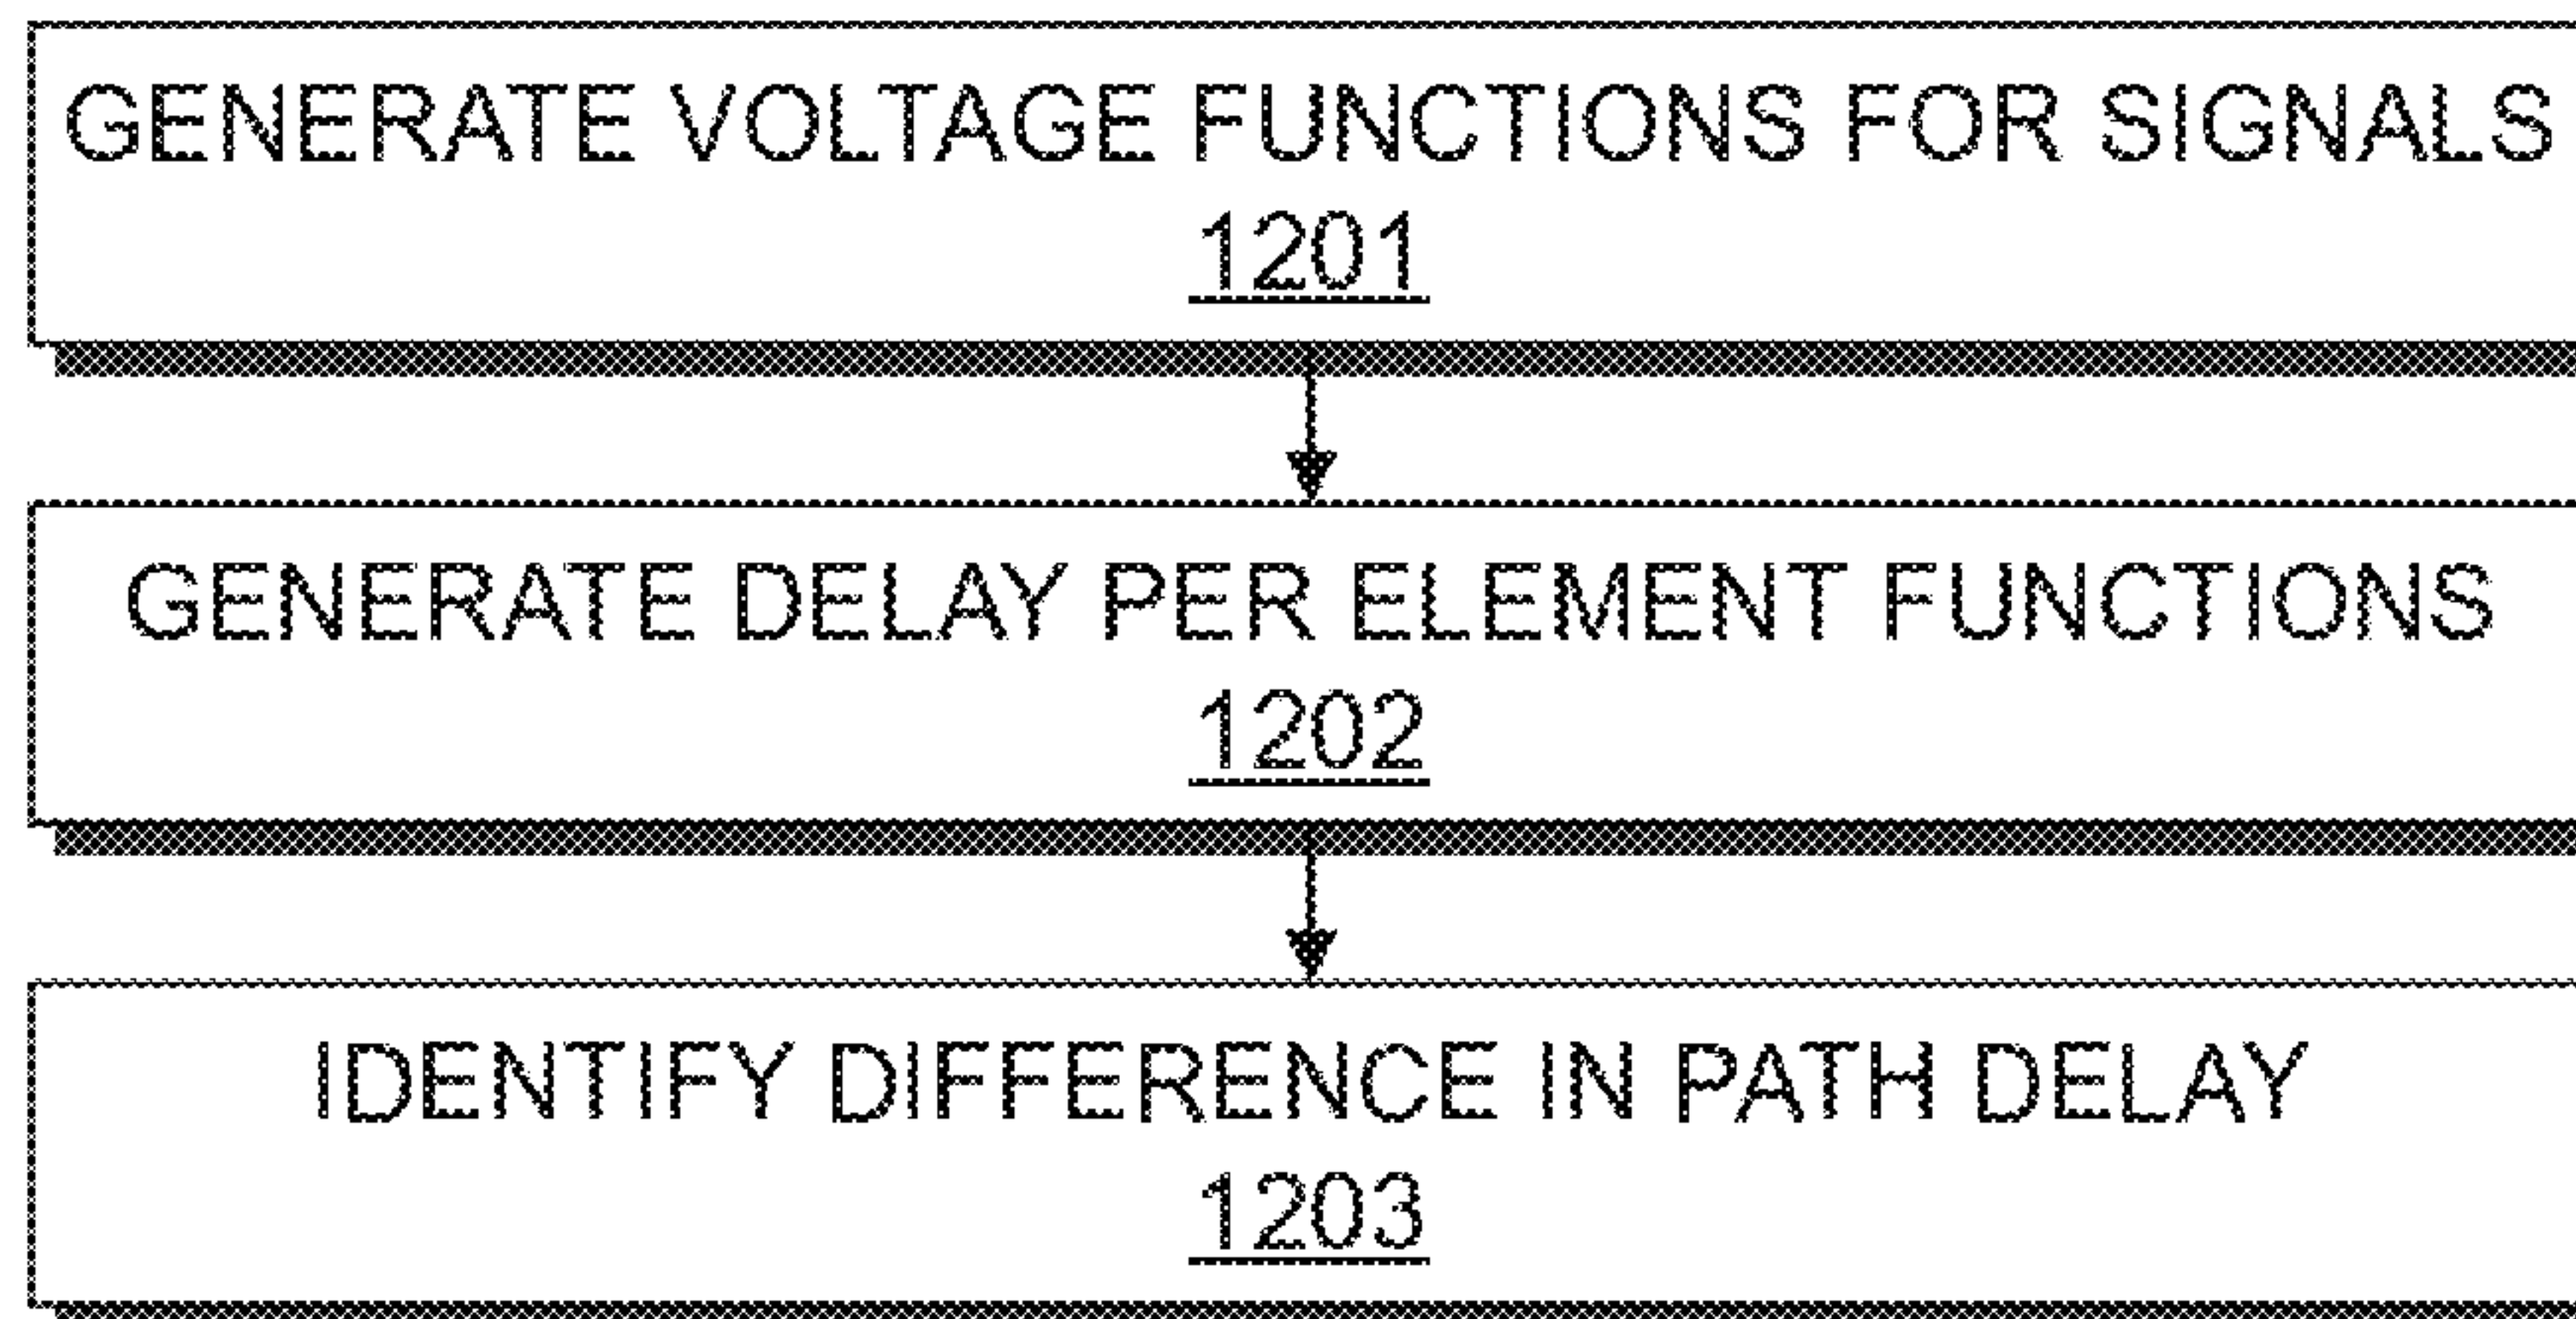 GENERATE VOLTAGE FUNCTIONS FOR SIGNALS
1201
GENERATE DELAY PER ELEMENT FUNCTIONS
1202
IDENTIFY DIFFERENCE IN PATH DELAY
1203